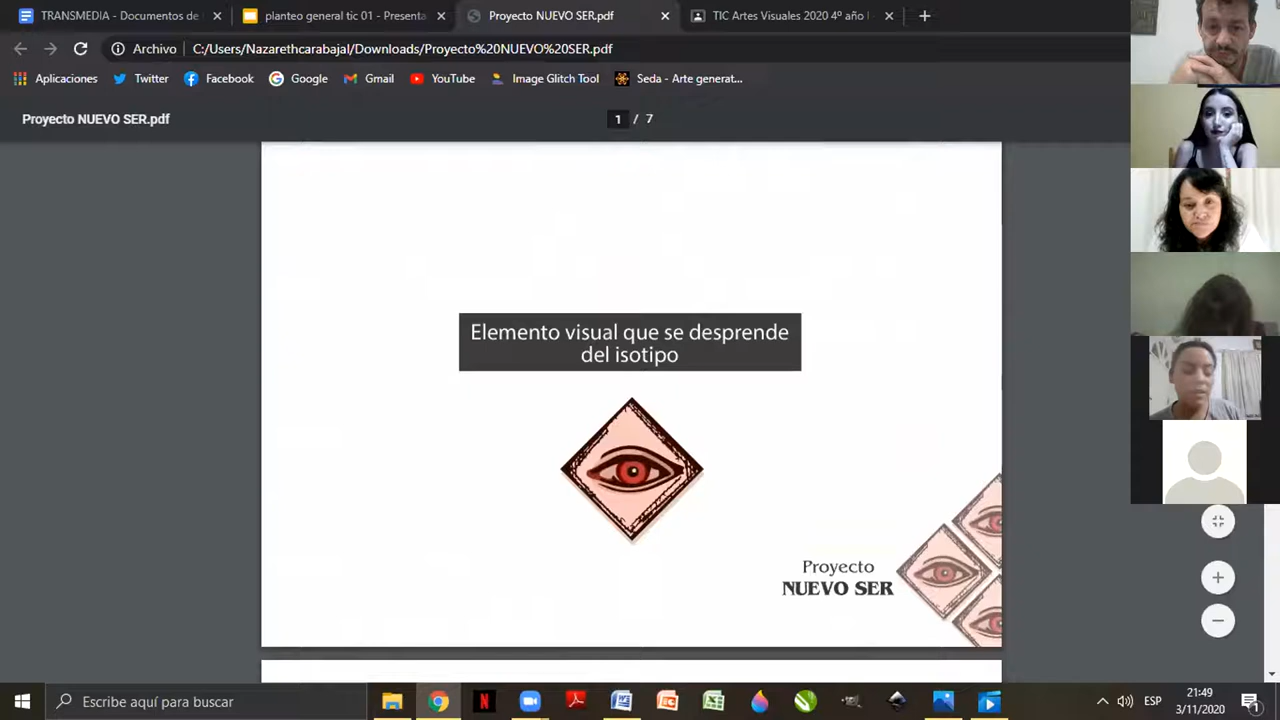 TRANSMEDIA - Documentos de
planteo general tic 01 - Presenta
Proyecto NUEVO SER.pdf
TIC Artes Visuales 2020 4º año
Archivo
C:/Users/Nazarethcarabajal/Downloads/Proyecto%20NUEVO%20SER.pdf
Aplicaciones
Twitter
Facebook
Google
Gmail
YouTube
Image Glitch Tool
Seda - Arte generat...
Proyecto NUEVO SER.pdf
1 / 7
Elemento visual que se desprende
del isotipo
Proyecto
NUEVO SER
Escribe aquí para buscar
ESP
21:49
3/11/2020